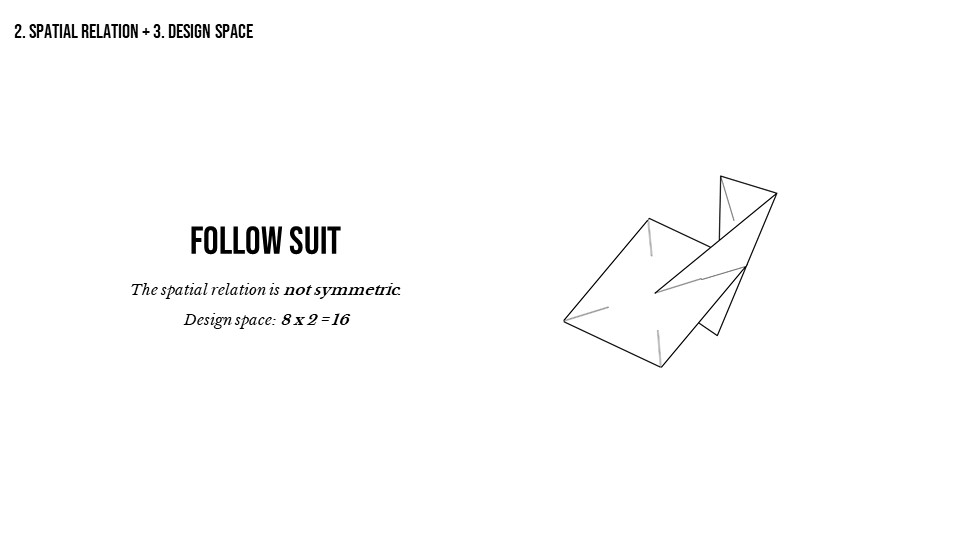 2. SPATIAL RELATION + 3. DESIGN SPACE
FOLLOW SUIT
The spatial relation is not symmetric.
Design space: 8 x 2 = 16